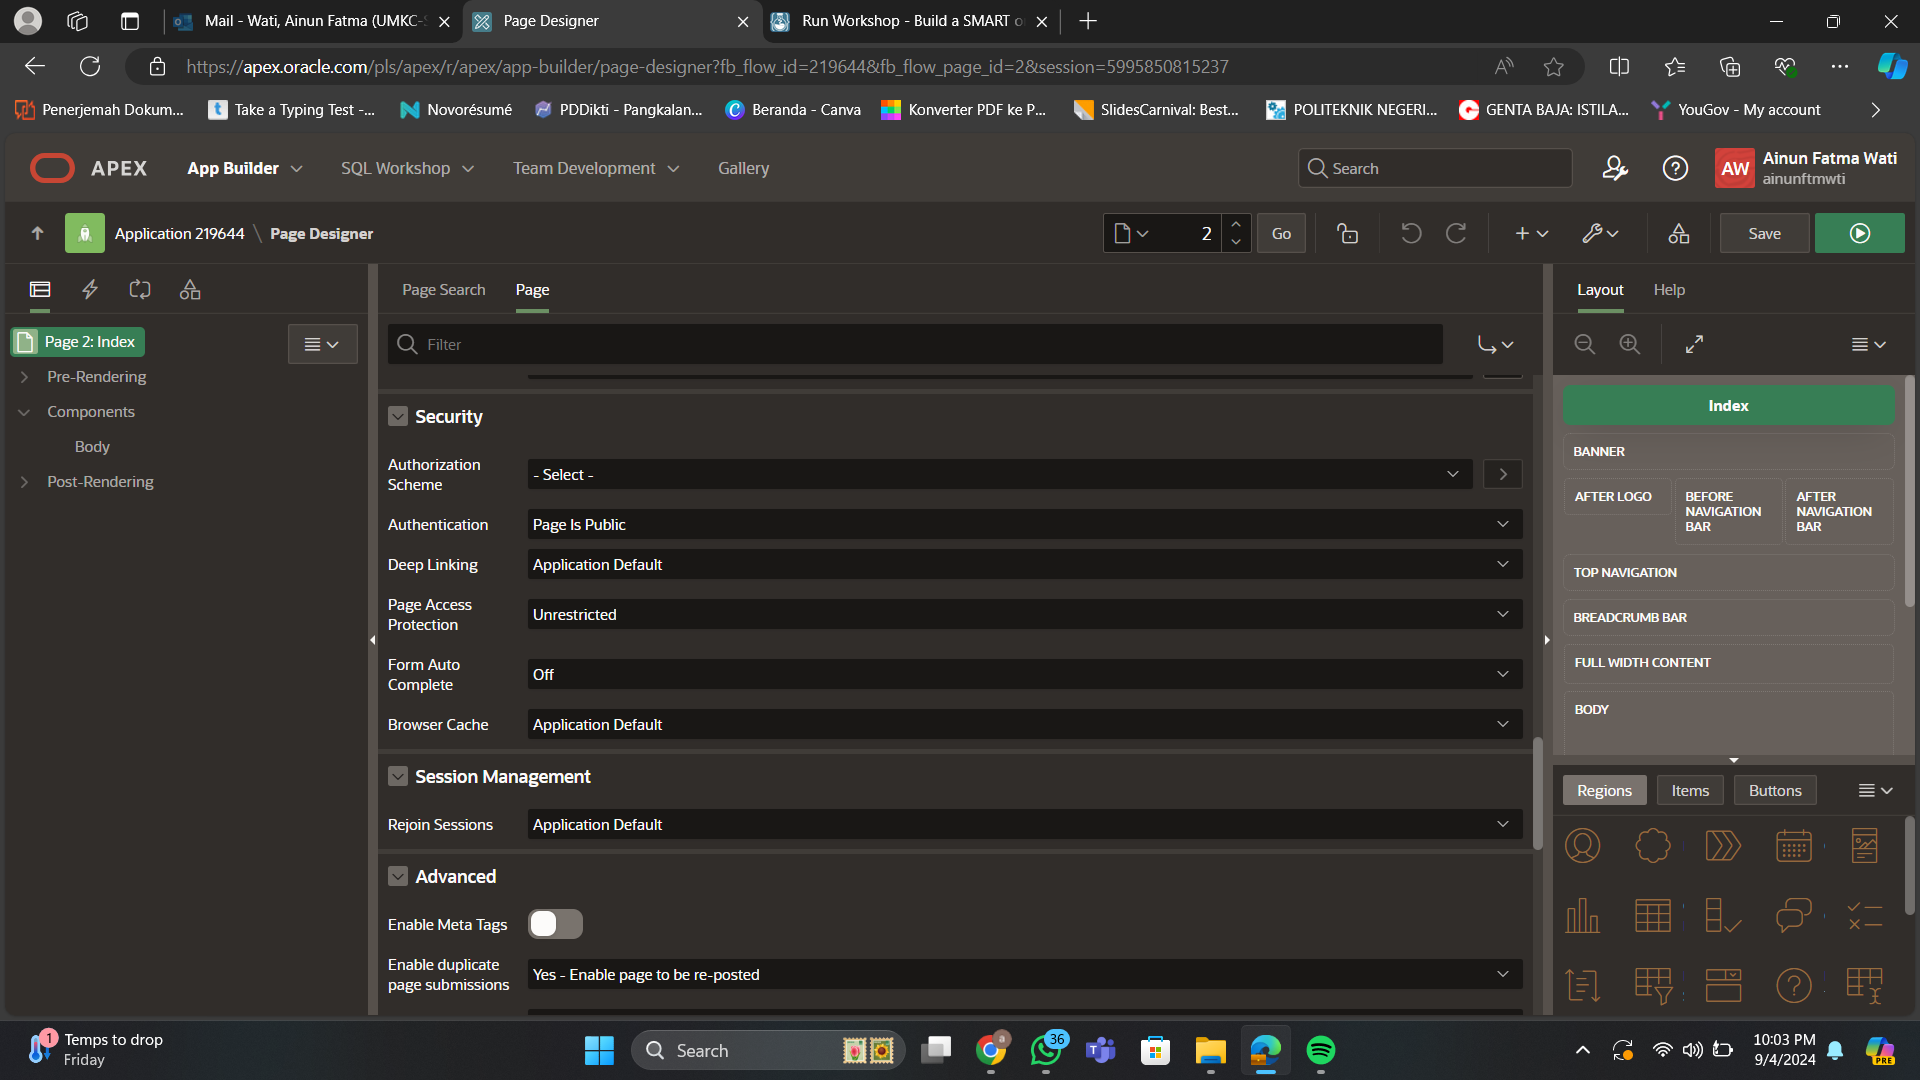 Mail - Wati, Ainun Fatma (UMKC-S
Page Designer
Run Workshop - Build a SMART o
https://apex.oracle.com/pls/apex/r/apex/app-builder/page-designer?fb_flow_id=219644&fb_flow_page_id=2&session=5995850815237
Penerjemah Dokum...
Take a Typing Test -...
Novorésumé
PDDikti - Pangkalan...
Beranda - Canva
Konverter PDF ke P...
SlidesCarnival: Best...
POLITEKNIK NEGERI...
GENTA BAJA: ISTILA...
YouGov - My account
APEX
App Builder
SQL Workshop
Team Development
Gallery
Search
AW
Ainun Fatma Wati
ainunftmwti
Application 219644 \ Page Designer
2
Go
Save
Page 2: Index
Pre-Rendering
Components
Body
Post-Rendering
Page Search
Page
Filter
Security
Authorization
Scheme
- Select -
Authentication
Page Is Public
Deep Linking
Application Default
Page Access
Protection
Unrestricted
Form Auto
Complete
Off
Browser Cache
Application Default
Session Management
Rejoin Sessions
Application Default
Advanced
Enable Meta Tags
Enable duplicate
page submissions
Yes - Enable page to be re-posted
Layout
Help
Index
BANNER
AFTER LOGO
BEFORE
NAVIGATION
BAR
AFTER
NAVIGATION
BAR
TOP NAVIGATION
BREADCRUMB BAR
FULL WIDTH CONTENT
BODY
Regions
Items
Buttons
1
Temps to drop
Friday
Search
a
36
10:03 PM
9/4/2024
PRE